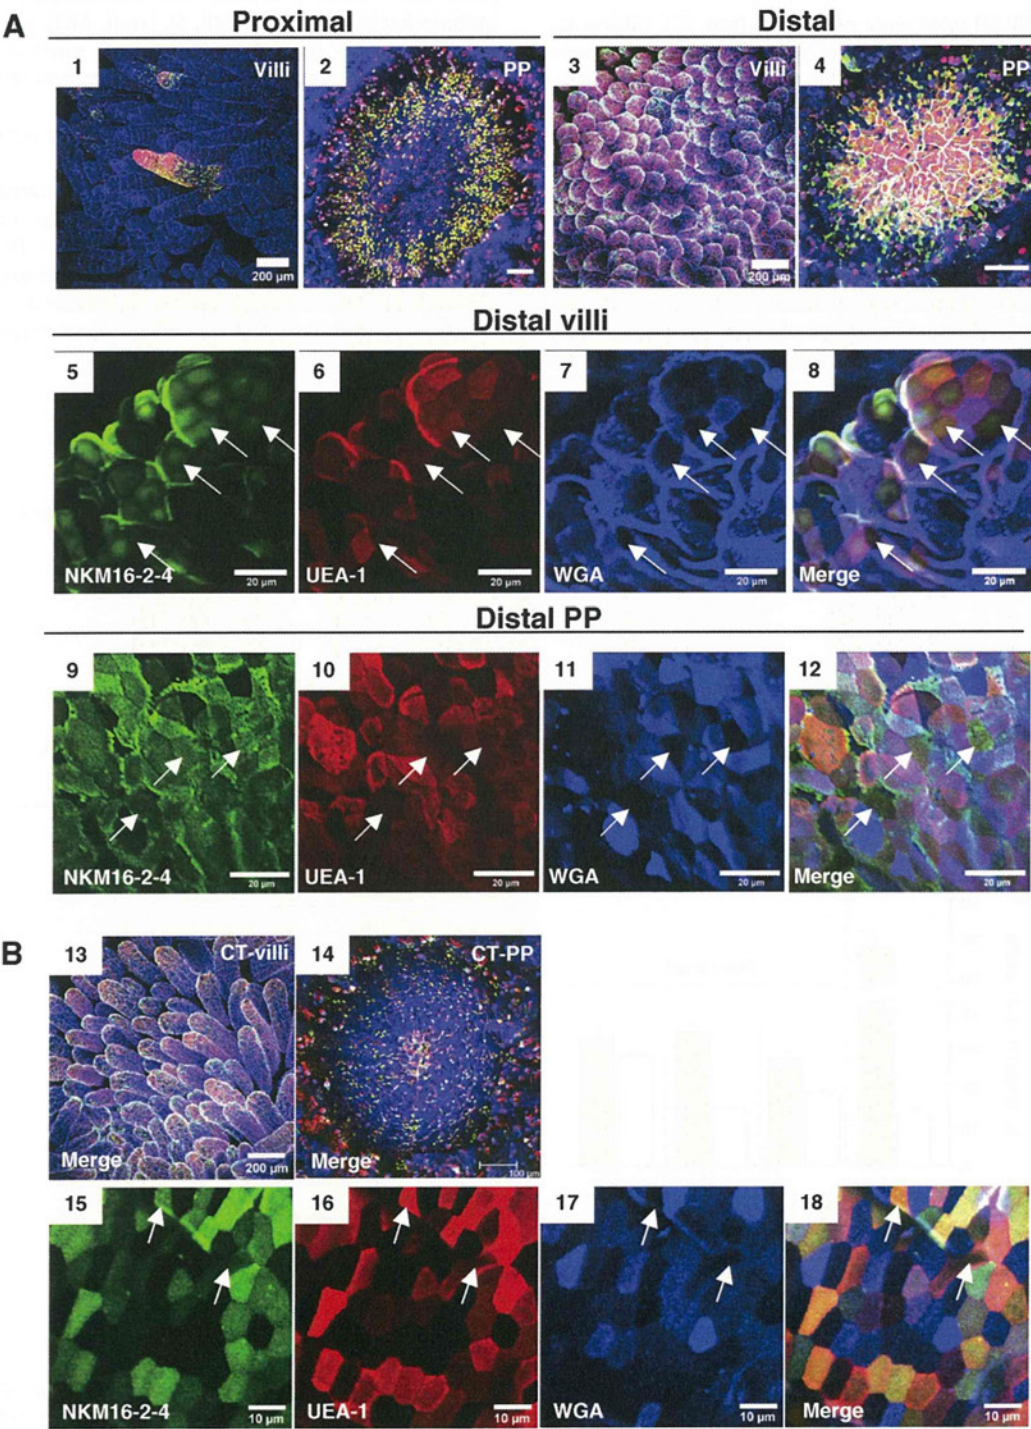 A
Proximal
Distal
1
Villi
200 µm
2
PP
3
Villi
200 µm
4
PP
Distal villi
5
NKM16-2-4
20 µm
6
UEA-1
20 µm
7
WGA
20 µm
8
Merge
20 µm
Distal PP
9
NKM16-2-4
20 µm
10
UEA-1
20 µm
11
WGA
20 µm
12
Merge
20 µm
B
13
CT-villi
Merge
200 µm
14
CT-PP
Merge
100 µm
15
NKM16-2-4
10 µm
16
UEA-1
10 µm
17
WGA
10 µm
18
Merge
10 µm